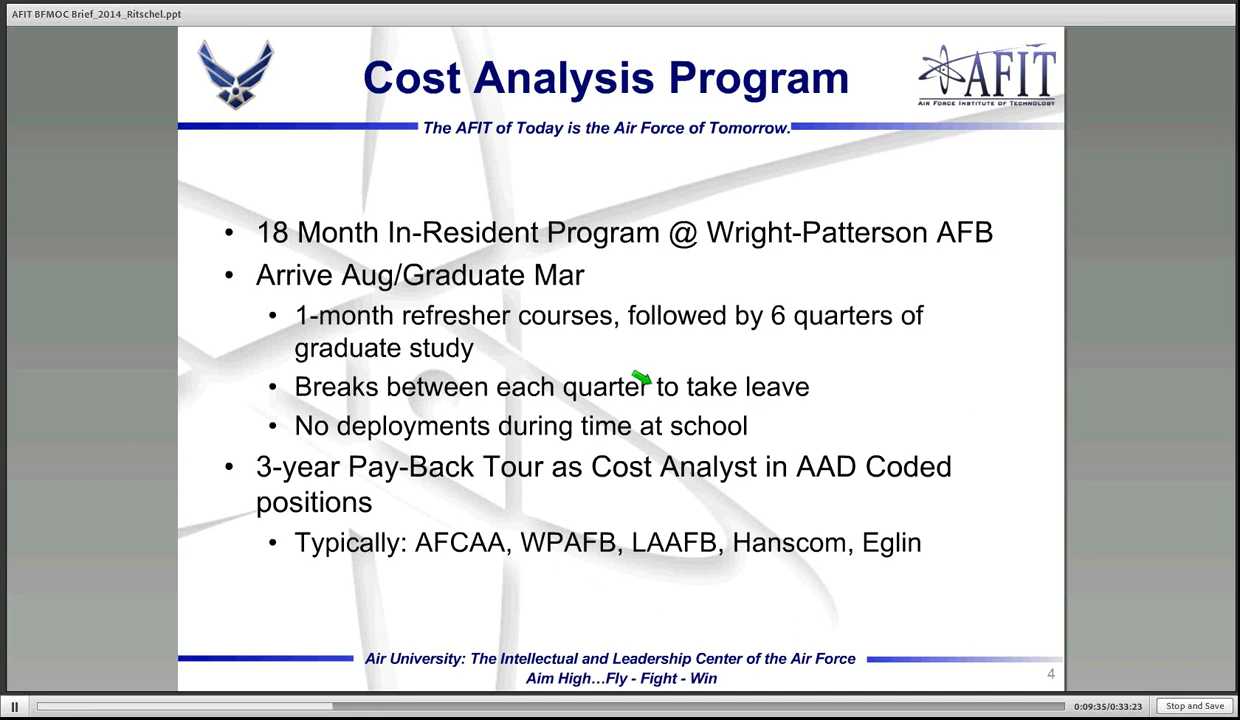 AFIT BFMOC Brief_2014_Ritschel.ppt
Cost Analysis Program
AFIT
AIR FORCE INSTITUTE OF TECHNOLOGY
The AFIT of Today is the Air Force of Tomorrow.
• 18 Month In-Resident Program @ Wright-Patterson AFB
• Arrive Aug/Graduate Mar
• 1-month refresher courses, followed by 6 quarters of
graduate study
• Breaks between each quarter to take leave
• No deployments during time at school
• 3-year Pay-Back Tour as Cost Analyst in AAD Coded
positions
• Typically: AFCAA, WPAFB, LAAFB, Hanscom, Eglin
Air University: The Intellectual and Leadership Center of the Air Force
Aim High…Fly - Fight - Win
4
0:09:35/0:33:23
Stop and Save